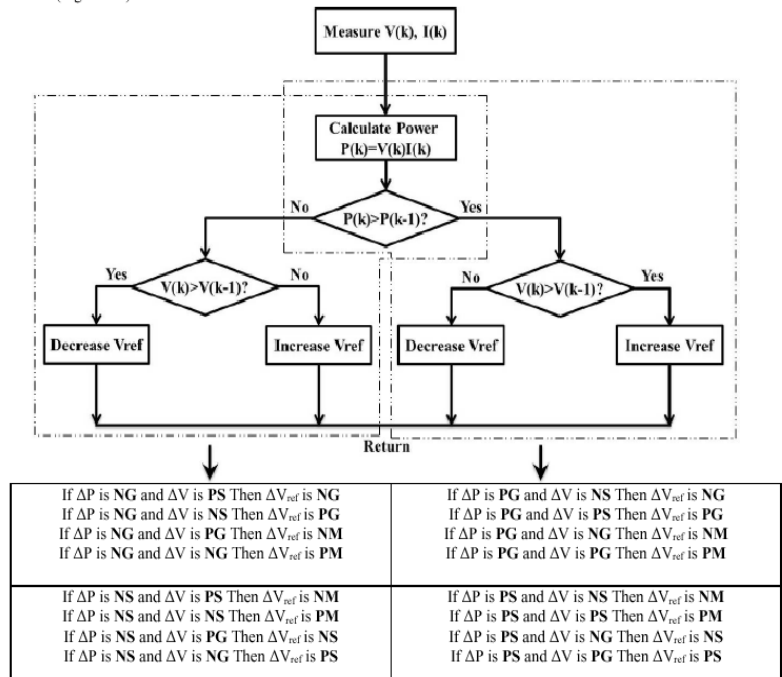 Measure V(k), I(k)
Calculate Power
P(k)=V(k)I(k)
P(k)>P(k-1)?
No
Yes
V(k)>V(k-1)?
Yes
No
V(k)>V(k-1)?
No
Yes
Decrease Vref
Increase Vref
Decrease Vref
Increase Vref
Return
If ΔP is NG and ΔV is PS Then ΔVref is NG
If ΔP is NG and ΔV is NS Then ΔVref is PG
If ΔP is NG and ΔV is PG Then ΔVref is NM
If ΔP is NG and ΔV is NG Then ΔVref is PM
If ΔP is PG and ΔV is NS Then ΔVref is NG
If ΔP is PG and ΔV is PS Then ΔVref is PG
If ΔP is PG and ΔV is NG Then ΔVref is NM
If ΔP is PG and ΔV is PG Then ΔVref is PM
If ΔP is NS and ΔV is PS Then ΔVref is NM
If ΔP is NS and ΔV is NS Then ΔVref is PM
If ΔP is NS and ΔV is PG Then ΔVref is NS
If ΔP is NS and ΔV is NG Then ΔVref is PS
If ΔP is PS and ΔV is NS Then ΔVref is NM
If ΔP is PS and ΔV is PS Then ΔVref is PM
If ΔP is PS and ΔV is NG Then ΔVref is NS
If ΔP is PS and ΔV is PG Then ΔVref is PS